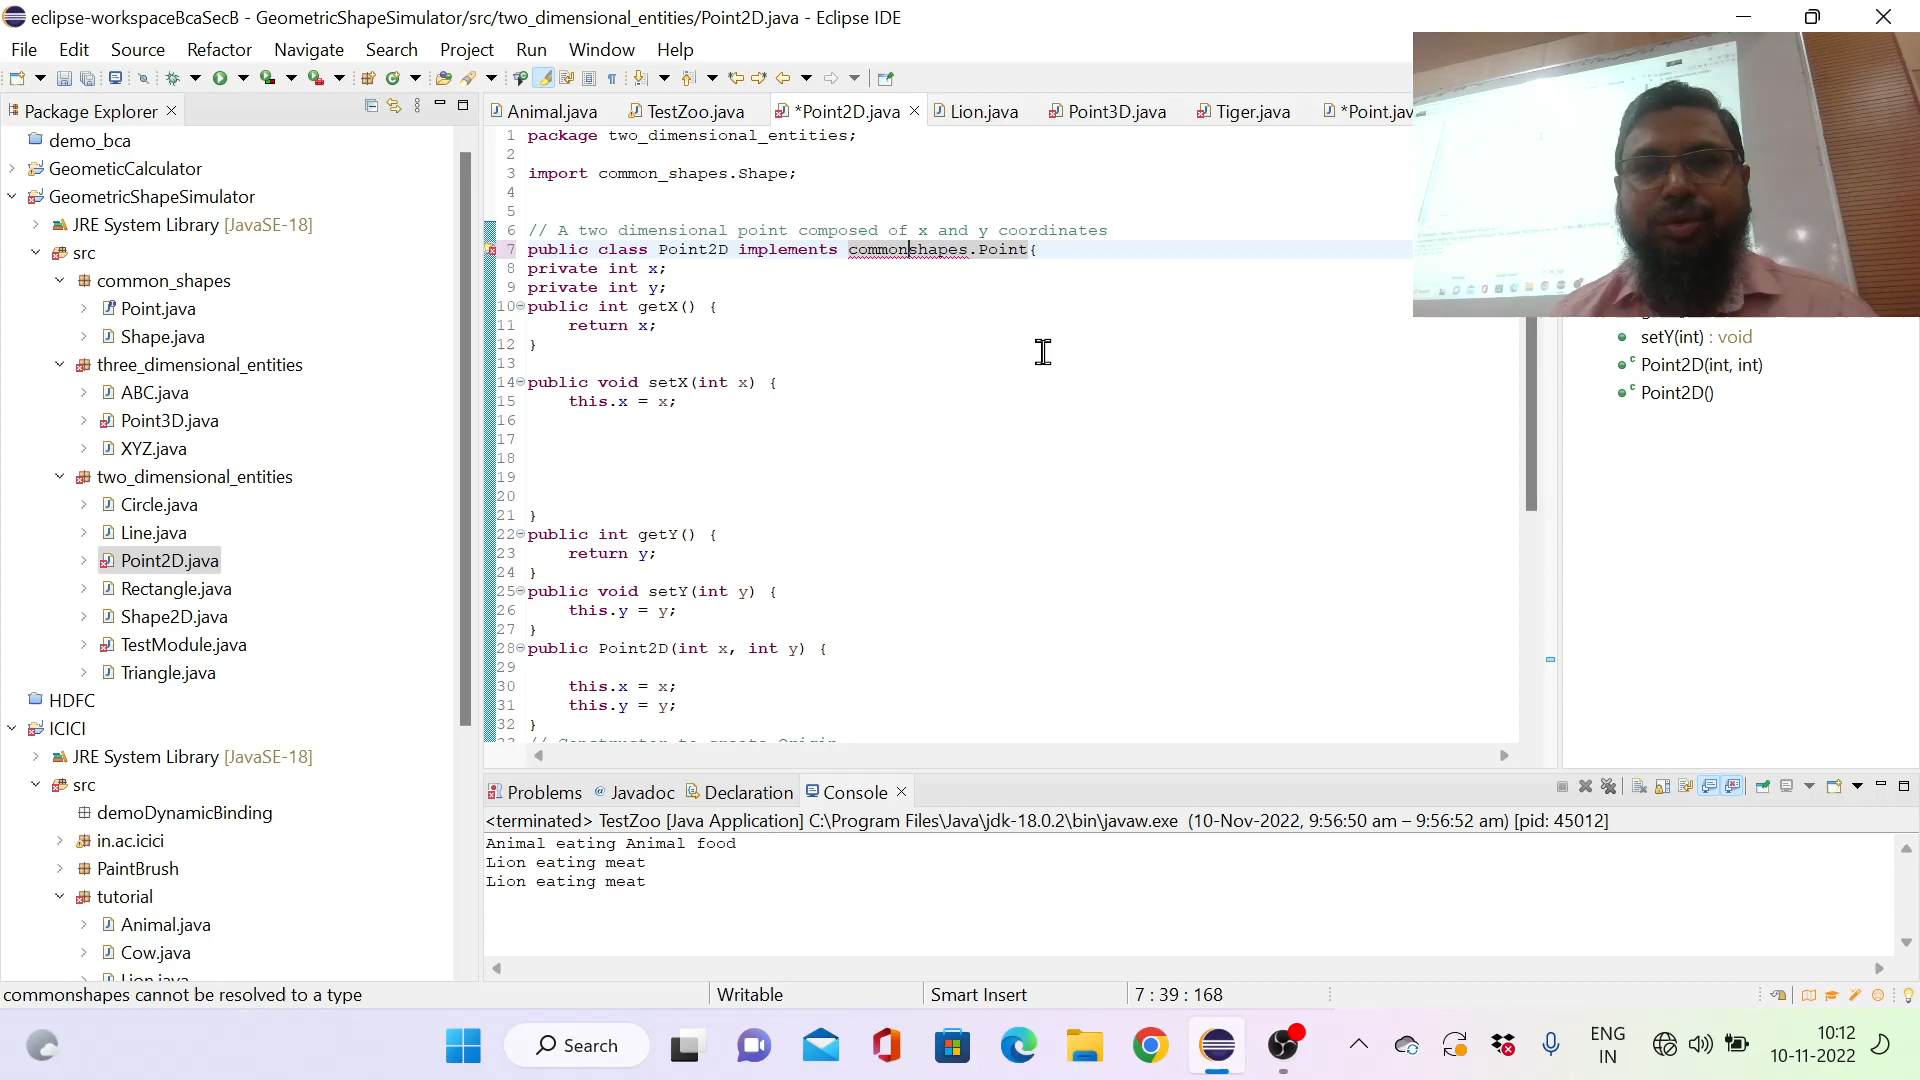 eclipse-workspaceBcaSecB - GeometricShapeSimulator/src/two_dimensional_entities/Point2D.java - Eclipse IDE
File Edit Source Refactor Navigate Search Project Run Window Help
Package Explorer
Animal.java TestZoo.java *Point2D.java Lion.java Point3D.java Tiger.java *Point.jav
demo_bca
GeometicCalculator
GeometricShapeSimulator
JRE System Library [JavaSE-18]
src
common_shapes
Point.java
Shape.java
three_dimensional_entities
ABC.java
Point3D.java
XYZ.java
two_dimensional_entities
Circle.java
Line.java
Point2D.java
Rectangle.java
Shape2D.java
TestModule.java
Triangle.java
HDFC
ICICI
JRE System Library [JavaSE-18]
src
demoDynamicBinding
in.ac.icici
PaintBrush
tutorial
Animal.java
Cow.java
Lion.java
1 package two_dimensional_entities;
2
3 import common_shapes.Shape;
4
5
6 // A two dimensional point composed of x and y coordinates
7 public class Point2D implements commonshapes.Point{
8 private int x;
9 private int y;
10 public int getX() {
11 return x;
12 }
13
14 public void setX(int x) {
15 this.x = x;
16
17
18
19
20
21 }
22 public int getY() {
23 return y;
24 }
25 public void setY(int y) {
26 this.y = y;
27 }
28 public Point2D(int x, int y) {
29
30 this.x = x;
31 this.y = y;
32 }
33 // Constructor to create Origin
setY(int) : void
Point2D(int, int)
Point2D()
Problems Javadoc Declaration Console
<terminated> TestZoo [Java Application] C:\Program Files\Java\jdk-18.0.2\bin\javaw.exe (10-Nov-2022, 9:56:50 am – 9:56:52 am) [pid: 45012]
Animal eating Animal food
Lion eating meat
Lion eating meat
commonshapes cannot be resolved to a type
Writable
Smart Insert
7 : 39 : 168
Search
ENG
IN
10:12
10-11-2022